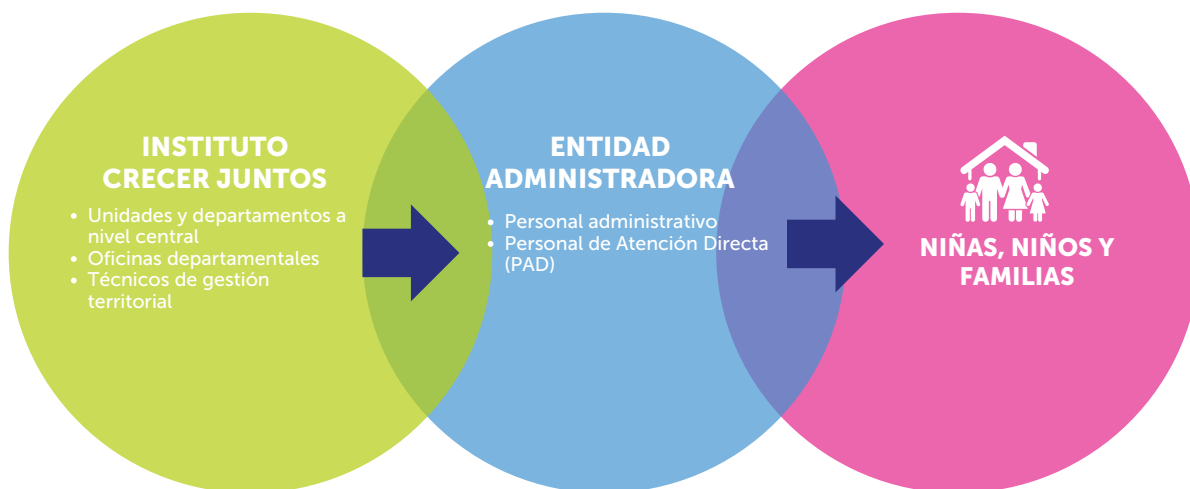 INSTITUTO
CRECER JUNTOS
• Unidades y departamentos a
nivel central
• Oficinas departamentales
• Técnicos de gestión
territorial
ENTIDAD
ADMINISTRADORA
• Personal administrativo
• Personal de Atención Directa
(PAD)
NIÑAS, NIÑOS Y
FAMILIAS